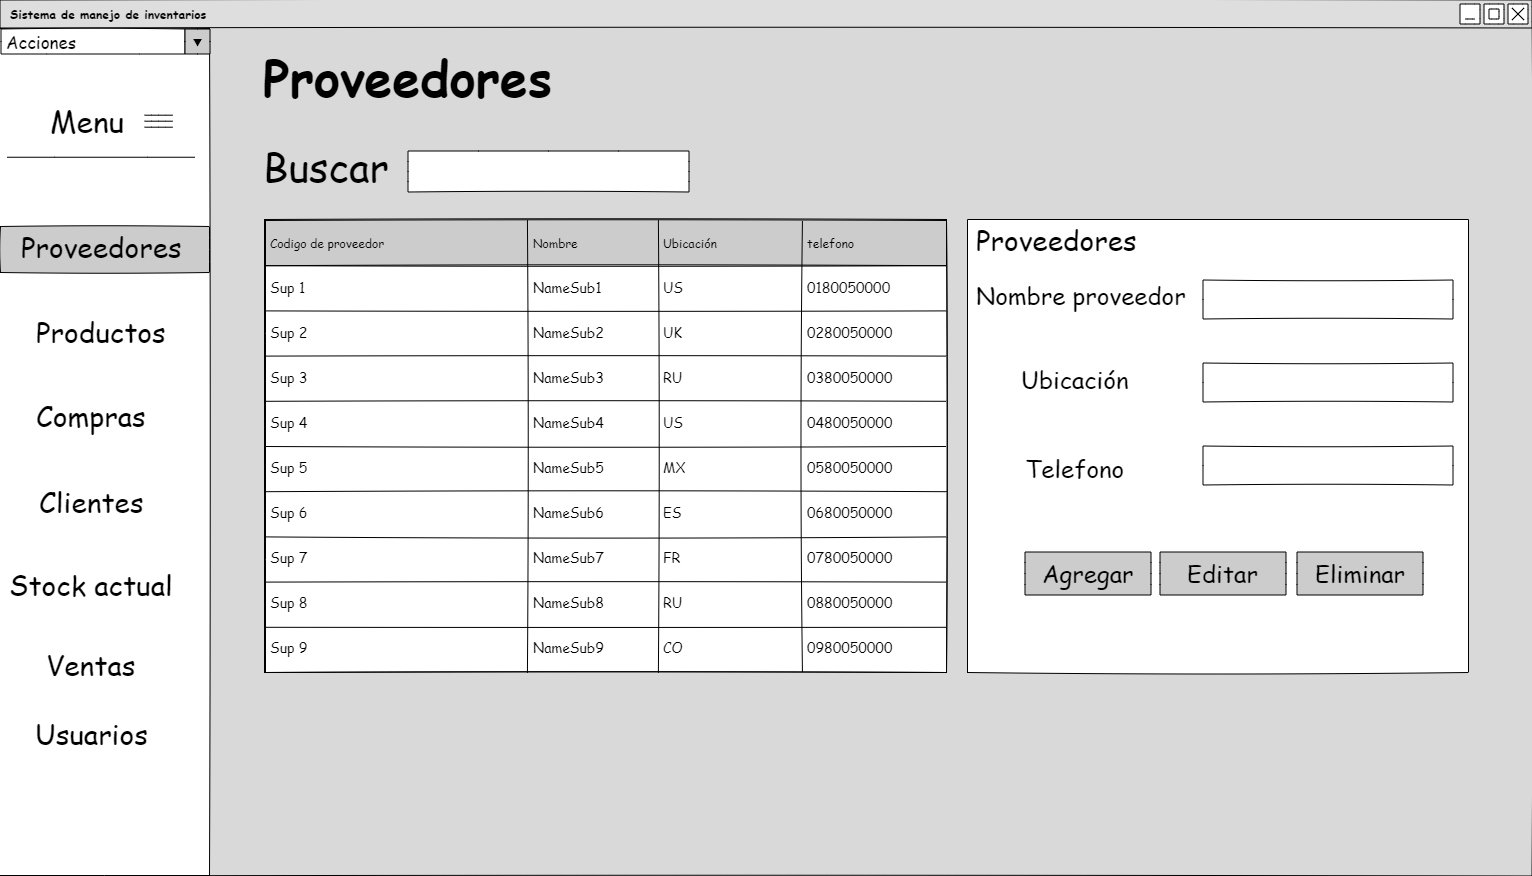 Sistema de manejo de inventarios
Acciones
Menu
Proveedores
Productos
Compras
Clientes
Stock actual
Ventas
Usuarios
Proveedores
Buscar
Codigo de proveedor Nombre Ubicación telefono
Sup 1 NameSub1 US 0180050000
Sup 2 NameSub2 UK 0280050000
Sup 3 NameSub3 RU 0380050000
Sup 4 NameSub4 US 0480050000
Sup 5 NameSub5 MX 0580050000
Sup 6 NameSub6 ES 0680050000
Sup 7 NameSub7 FR 0780050000
Sup 8 NameSub8 RU 0880050000
Sup 9 NameSub9 CO 0980050000
Proveedores
Nombre proveedor
Ubicación
Telefono
Agregar Editar Eliminar